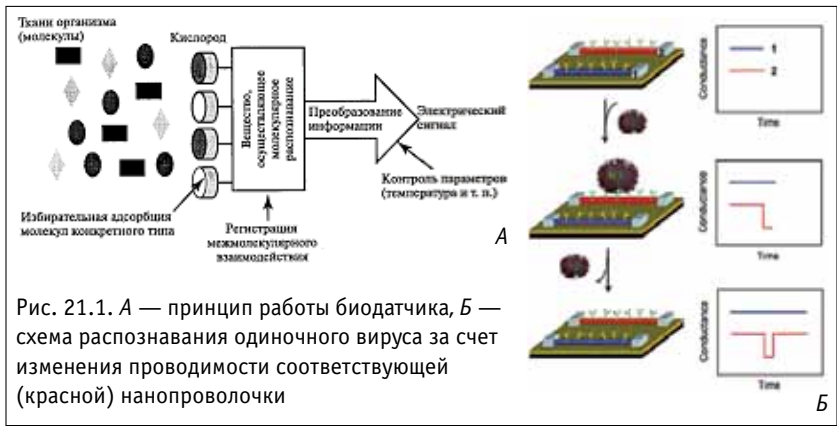 Ткани организма
(молекулы)
Кислород
Вещество,
осуществляющее
молекулярное
распознавание
Преобразование
информации
Электрический
сигнал
Контроль параметров
(температура и т. п.)
Избирательная адсорбция
молекул конкретного типа
Регистрация
межмолекулярного
взаимодействия
А
Рис. 21.1. А — принцип работы биодатчика, Б —
схема распознавания одиночного вируса за счет
изменения проводимости соответствующей
(красной) нанопроволочки
Conductance
1
2
Time
Conductance
Time
Conductance
Time
Б